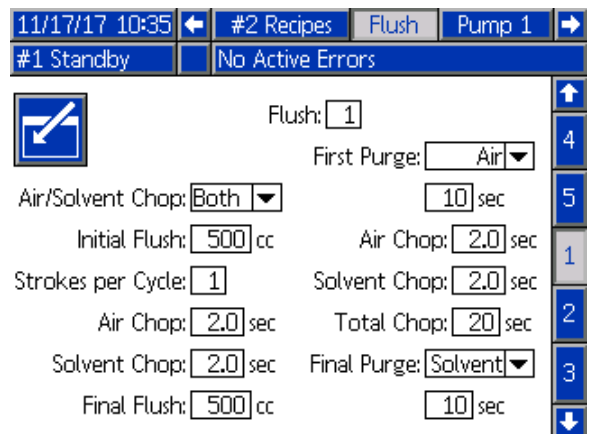 11/17/17 10:35 #2 Recipes Flush Pump 1
#1 Standby No Active Errors
Flush: 1
First Purge: Air
Air/Solvent Chop: Both 10 sec
Initial Flush: 500 cc Air Chop: 2.0 sec
Strokes per Cycle: 1 Solvent Chop: 2.0 sec
Air Chop: 2.0 sec Total Chop: 20 sec
Solvent Chop: 2.0 sec Final Purge: Solvent
Final Flush: 500 cc 10 sec
4
5
1
2
3